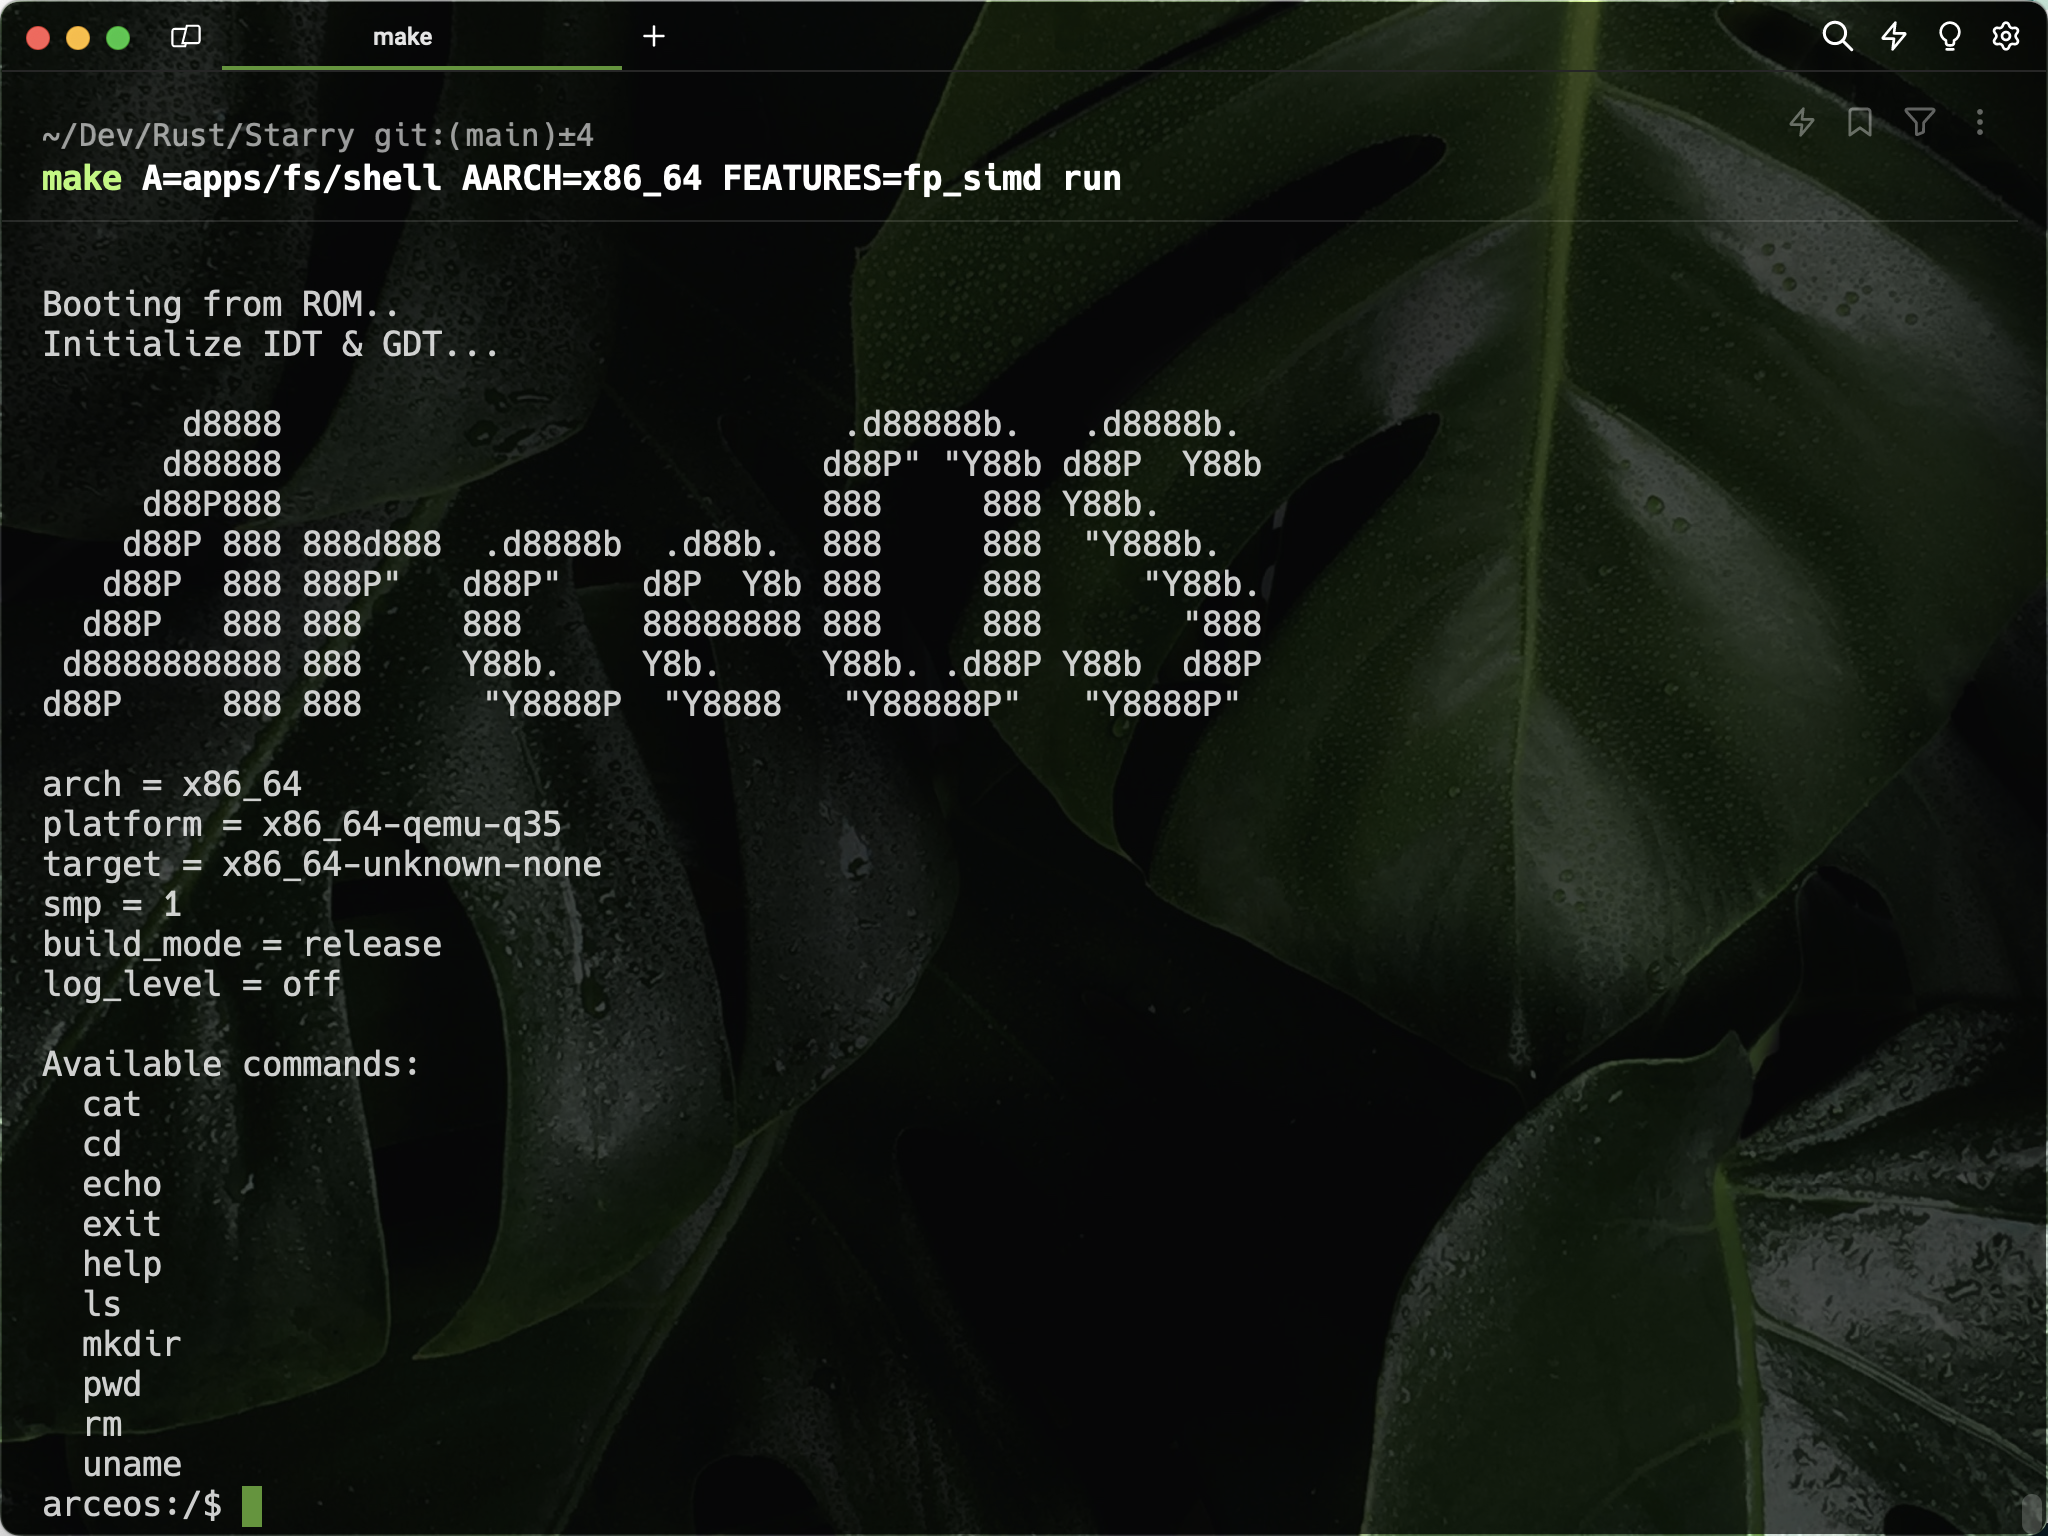 make
~/Dev/Rust/Starry git:(main)±4
make A=apps/fs/shell AARCH=x86_64 FEATURES=fp_simd run
Booting from ROM..
Initialize IDT & GDT...
       d8888                            .d88888b.   .d8888b.
      d88888                           d88P" "Y88b d88P  Y88b
     d88P888                           888     888 Y88b.
    d88P 888 888d888  .d8888b  .d88b.  888     888  "Y888b.
   d88P  888 888P"   d88P"    d8P  Y8b 888     888     "Y88b.
  d88P   888 888     888      88888888 888     888       "888
 d8888888888 888     Y88b.    Y8b.     Y88b. .d88P Y88b  d88P
d88P     888 888      "Y8888P  "Y8888   "Y88888P"   "Y8888P"
arch = x86_64
platform = x86_64-qemu-q35
target = x86_64-unknown-none
smp = 1
build_mode = release
log_level = off
Available commands:
  cat
  cd
  echo
  exit
  help
  ls
  mkdir
  pwd
  rm
  uname
arceos:/$